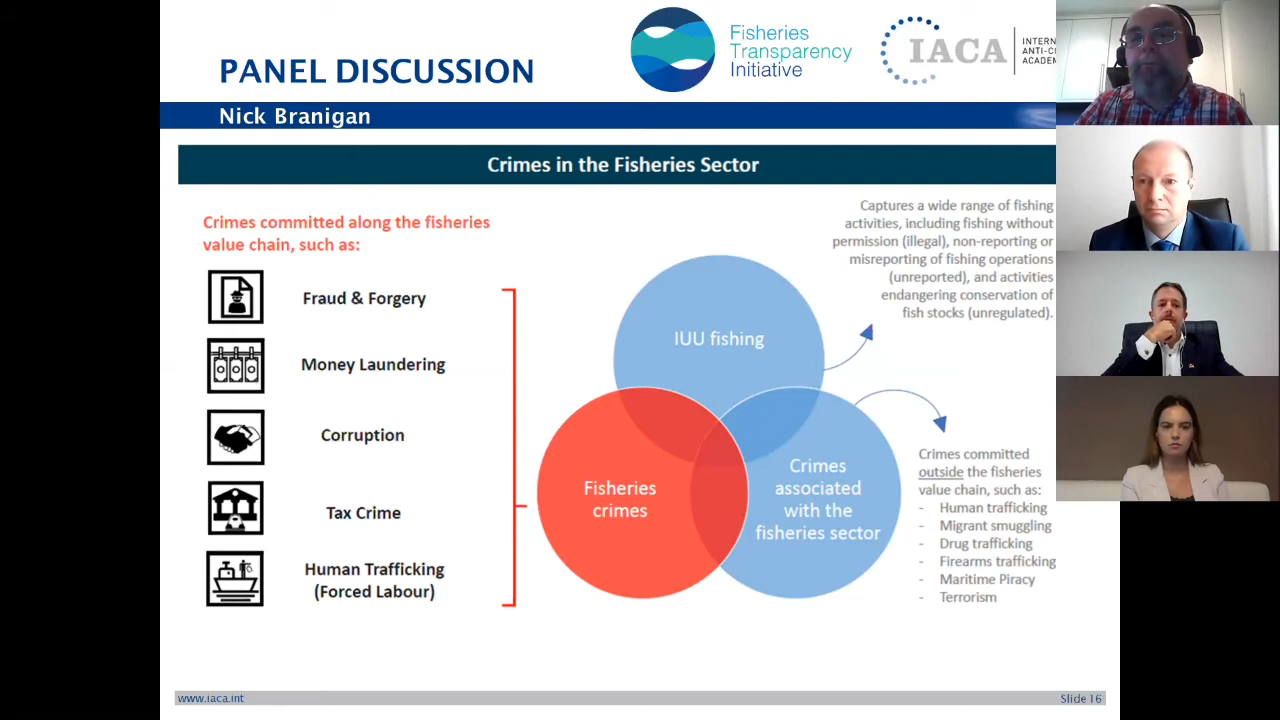 PANEL DISCUSSION
Fisheries
Transparency
Initiative
IACA
INTERN
ANTI-CO
ACADEM
Nick Branigan
Crimes in the Fisheries Sector
Crimes committed along the fisheries
value chain, such as:
Fraud & Forgery
Money Laundering
Corruption
Tax Crime
Human Trafficking
(Forced Labour)
IUU fishing
Fisheries
crimes
Crimes
associated
with the
fisheries sector
Captures a wide range of fishing
activities, including fishing without
permission (illegal), non-reporting or
misreporting of fishing operations
(unreported), and activities
endangering conservation of
fish stocks (unregulated).
Crimes committed
outside the fisheries
value chain, such as:
- Human trafficking
- Migrant smuggling
- Drug trafficking
- Firearms trafficking
- Maritime Piracy
- Terrorism
www.iaca.int
Slide 16